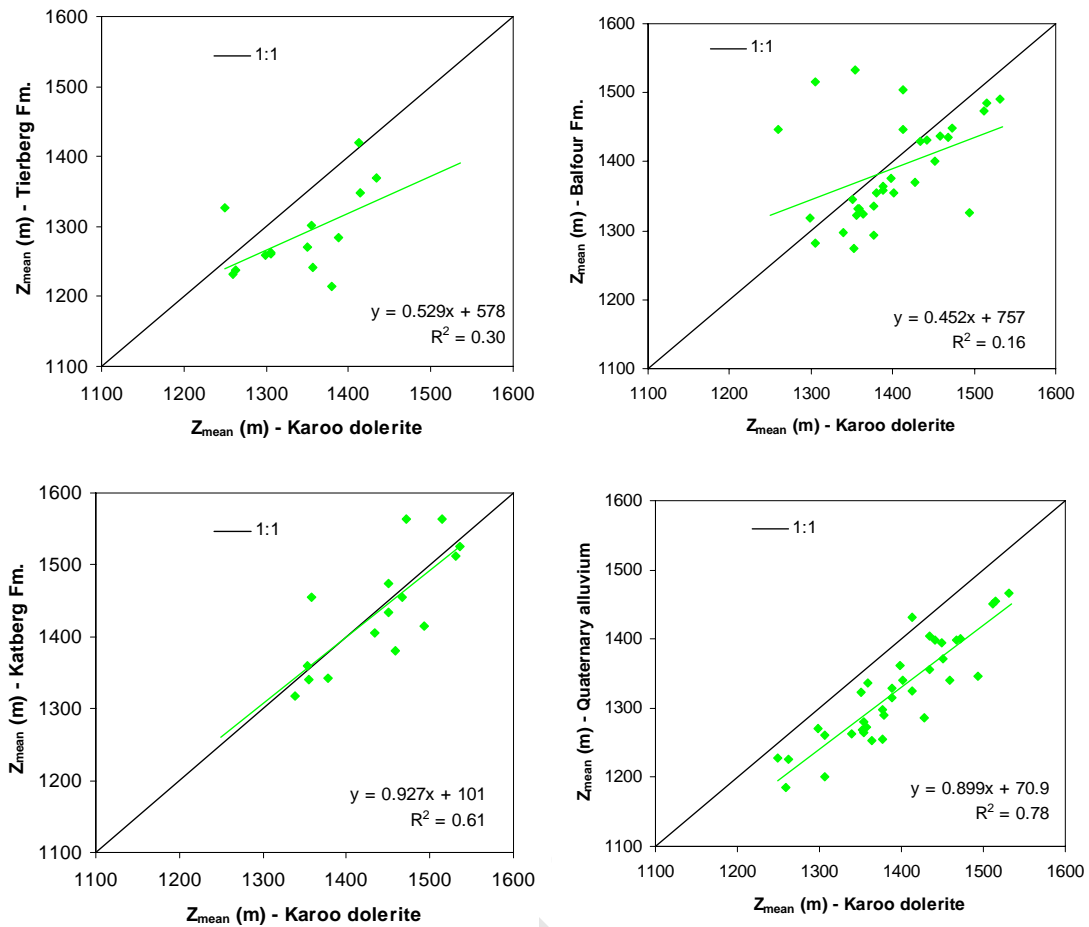 1600
1500
1400
1300
1200
1100
1:1
y = 0.529x + 578
R² = 0.30
1100 1200 1300 1400 1500 1600
Zmean (m) - Karoo dolerite
Zmean (m) - Tierberg Fm.
1600
1500
1400
1300
1200
1100
1:1
y = 0.452x + 757
R² = 0.16
1100 1200 1300 1400 1500 1600
Zmean (m) - Karoo dolerite
Zmean (m) - Balfour Fm.
1600
1500
1400
1300
1200
1100
1:1
y = 0.927x + 101
R² = 0.61
1100 1200 1300 1400 1500 1600
Zmean (m) - Karoo dolerite
Zmean (m) - Katberg Fm.
1600
1500
1400
1300
1200
1100
1:1
y = 0.899x + 70.9
R² = 0.78
1100 1200 1300 1400 1500 1600
Zmean (m) - Karoo dolerite
Zmean (m) - Quaternary alluvium